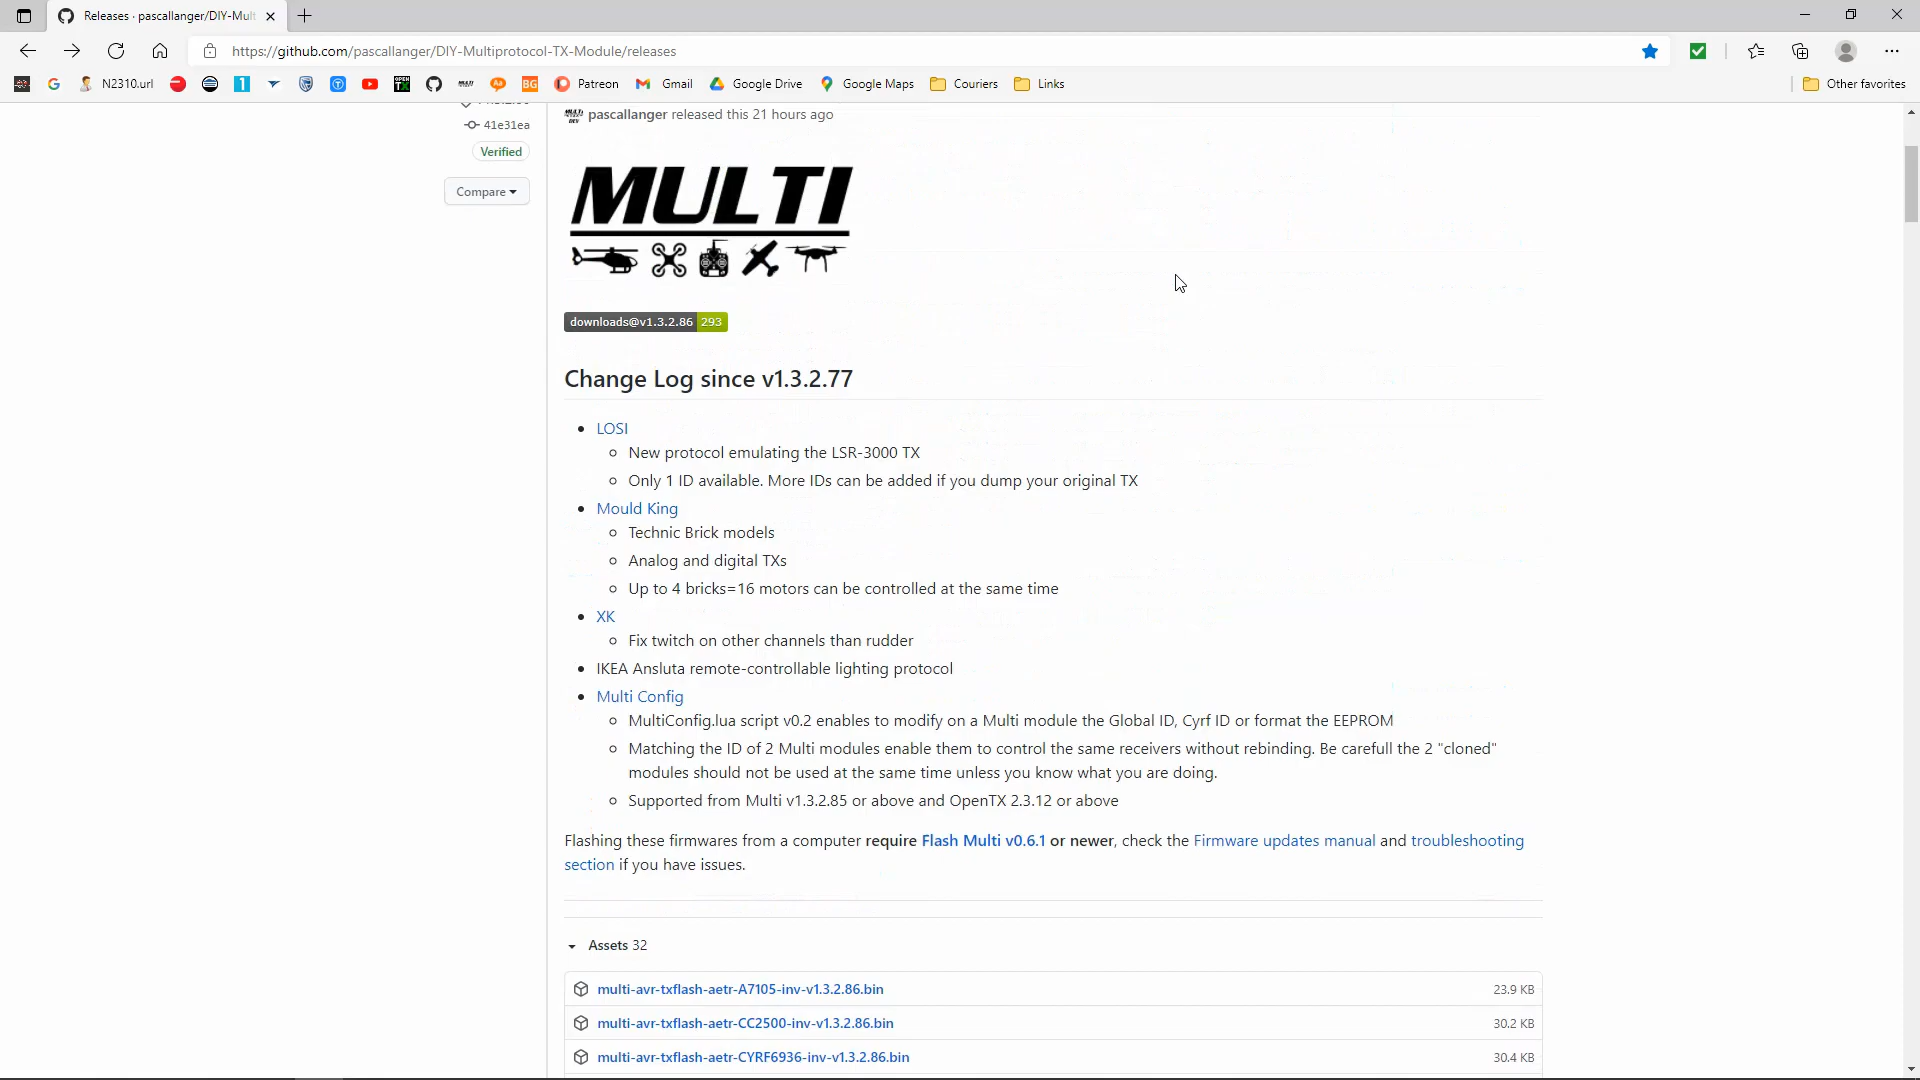 Releases · pascallanger/DIY-Mult
https://github.com/pascallanger/DIY-Multiprotocol-TX-Module/releases
N2310.url
Patreon
Gmail
Google Drive
Google Maps
Couriers
Links
Other favorites
41e31ea
Verified
Compare
pascallanger released this 21 hours ago
MULTI
downloads@v1.3.2.86 293
Change Log since v1.3.2.77
LOSI
New protocol emulating the LSR-3000 TX
Only 1 ID available. More IDs can be added if you dump your original TX
Mould King
Technic Brick models
Analog and digital TXs
Up to 4 bricks=16 motors can be controlled at the same time
XK
Fix twitch on other channels than rudder
IKEA Ansluta remote-controllable lighting protocol
Multi Config
MultiConfig.lua script v0.2 enables to modify on a Multi module the Global ID, Cyrf ID or format the EEPROM
Matching the ID of 2 Multi modules enable them to control the same receivers without rebinding. Be carefull the 2 "cloned"
modules should not be used at the same time unless you know what you are doing.
Supported from Multi v1.3.2.85 or above and OpenTX 2.3.12 or above
Flashing these firmwares from a computer require Flash Multi v0.6.1 or newer, check the Firmware updates manual and troubleshooting
section if you have issues.
Assets 32
multi-avr-txflash-aetr-A7105-inv-v1.3.2.86.bin 23.9 KB
multi-avr-txflash-aetr-CC2500-inv-v1.3.2.86.bin 30.2 KB
multi-avr-txflash-aetr-CYRF6936-inv-v1.3.2.86.bin 30.4 KB